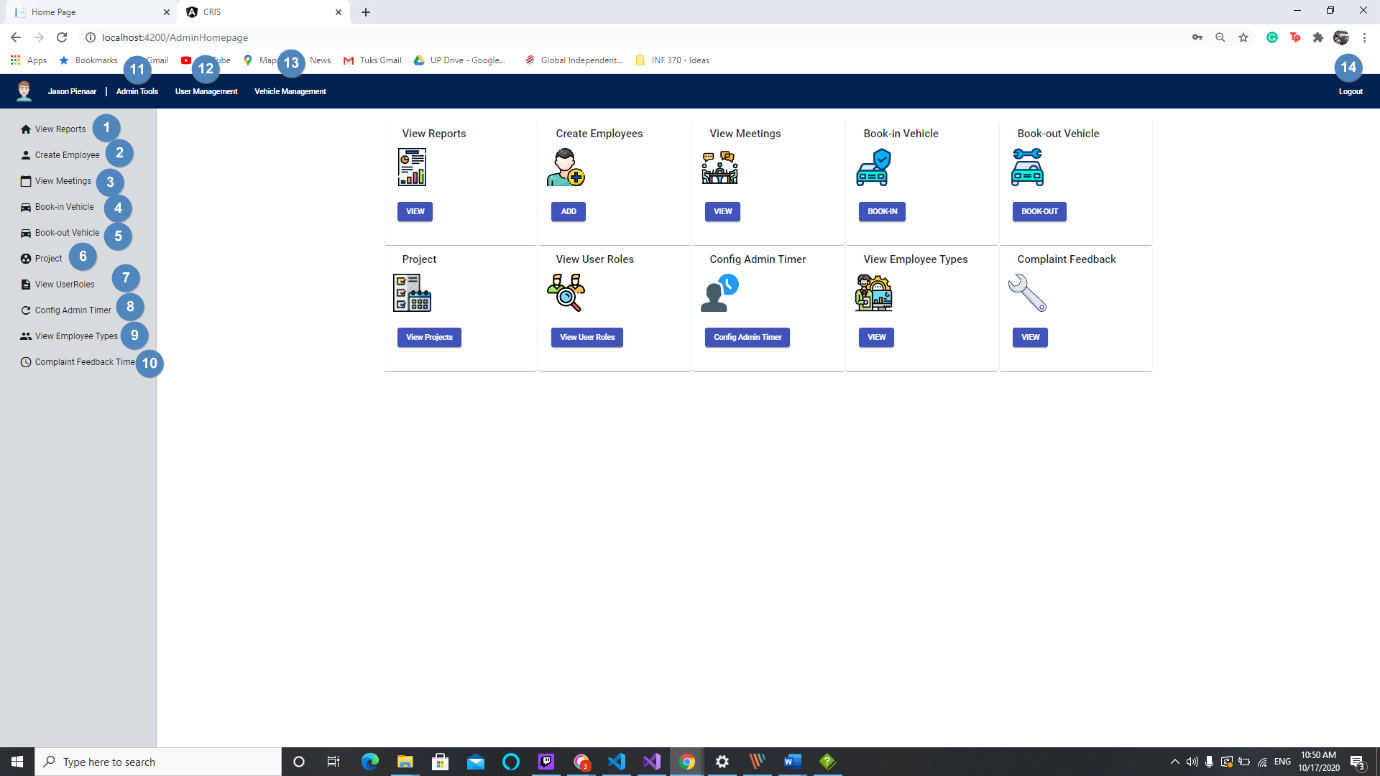 Home Page
CRIS
localhost:4200/AdminHomepage
Apps Bookmarks Gmail Maps News Tuks Gmail UP Drive - Google... Global Independent... INF 370 - Ideas
11 12 13 14
Jason Pienaar | Admin Tools User Management Vehicle Management Logout
View Reports 1
Create Employee 2
View Meetings 3
Book-in Vehicle 4
Book-out Vehicle 5
Project 6
View UserRoles 7
Config Admin Timer 8
View Employee Types 9
Complaint Feedback Time 10
View Reports Create Employees View Meetings Book-in Vehicle Book-out Vehicle
VIEW ADD VIEW BOOK-IN BOOK-OUT
Project View User Roles Config Admin Timer View Employee Types Complaint Feedback
View Projects View User Roles Config Admin Timer VIEW VIEW
Type here to search
3
ENG
10:50 AM
10/17/2020
3